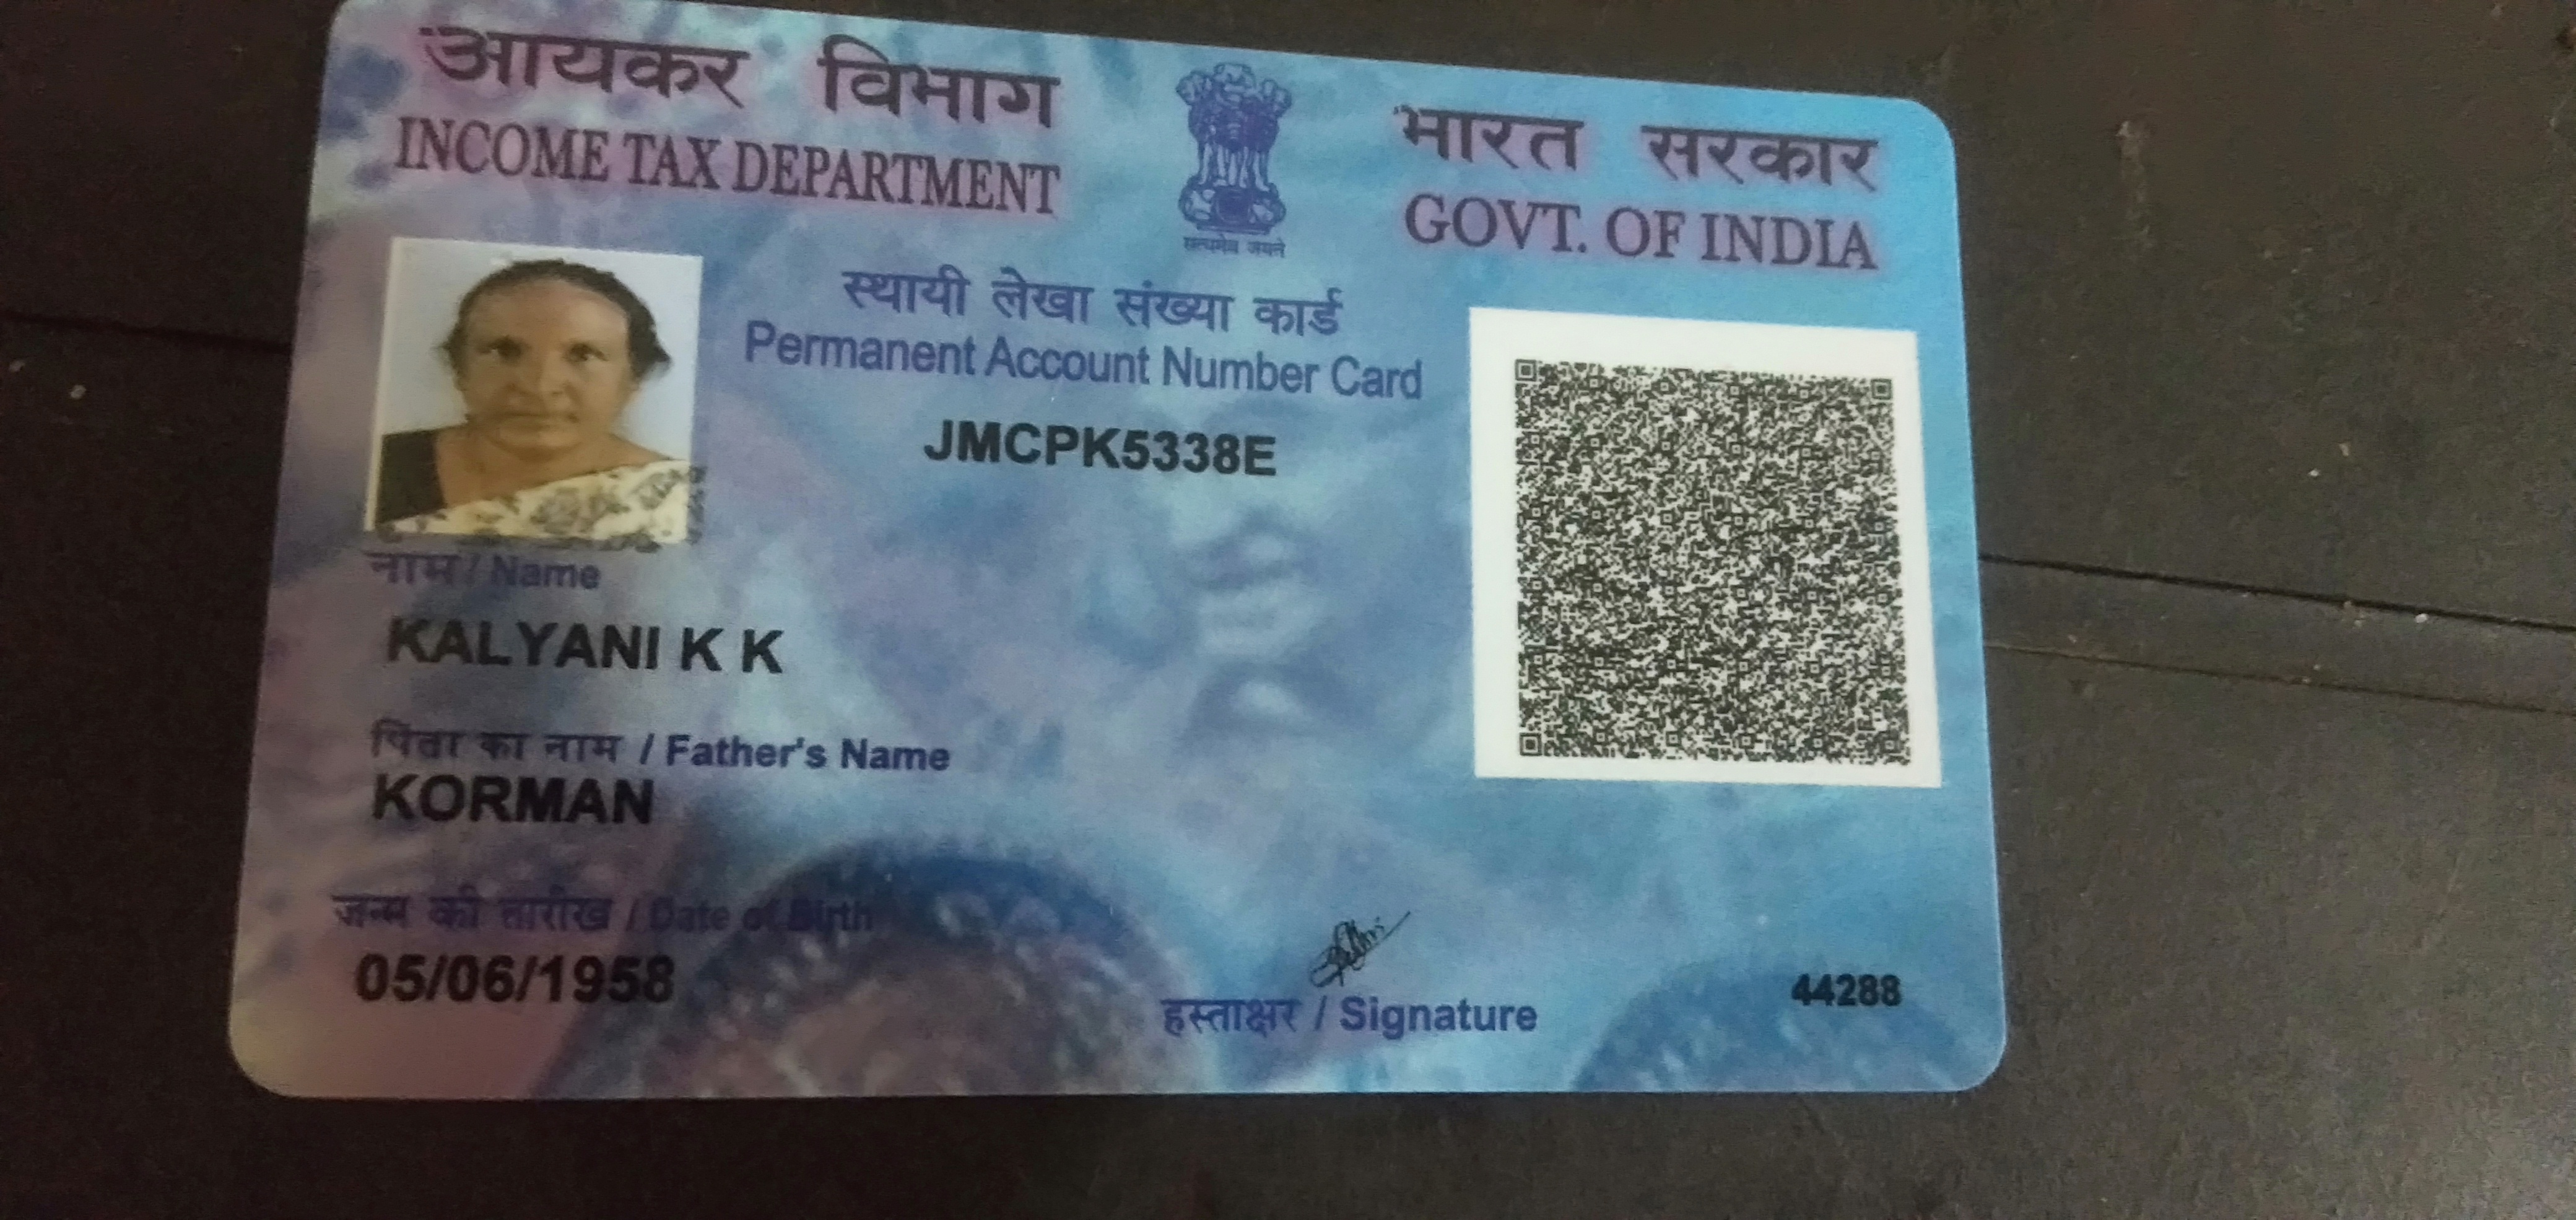 आयकर विभाग
INCOME TAX DEPARTMENT
सत्यमेव जयते
भारत सरकार
GOVT. OF INDIA
स्थायी लेखा संख्या कार्ड
Permanent Account Number Card
JMCPK5338E
नाम / Name
KALYANI K K
पिता का नाम / Father's Name
KORMAN
जन्म की तारीख / Date of Birth
05/06/1958
हस्ताक्षर / Signature
44288